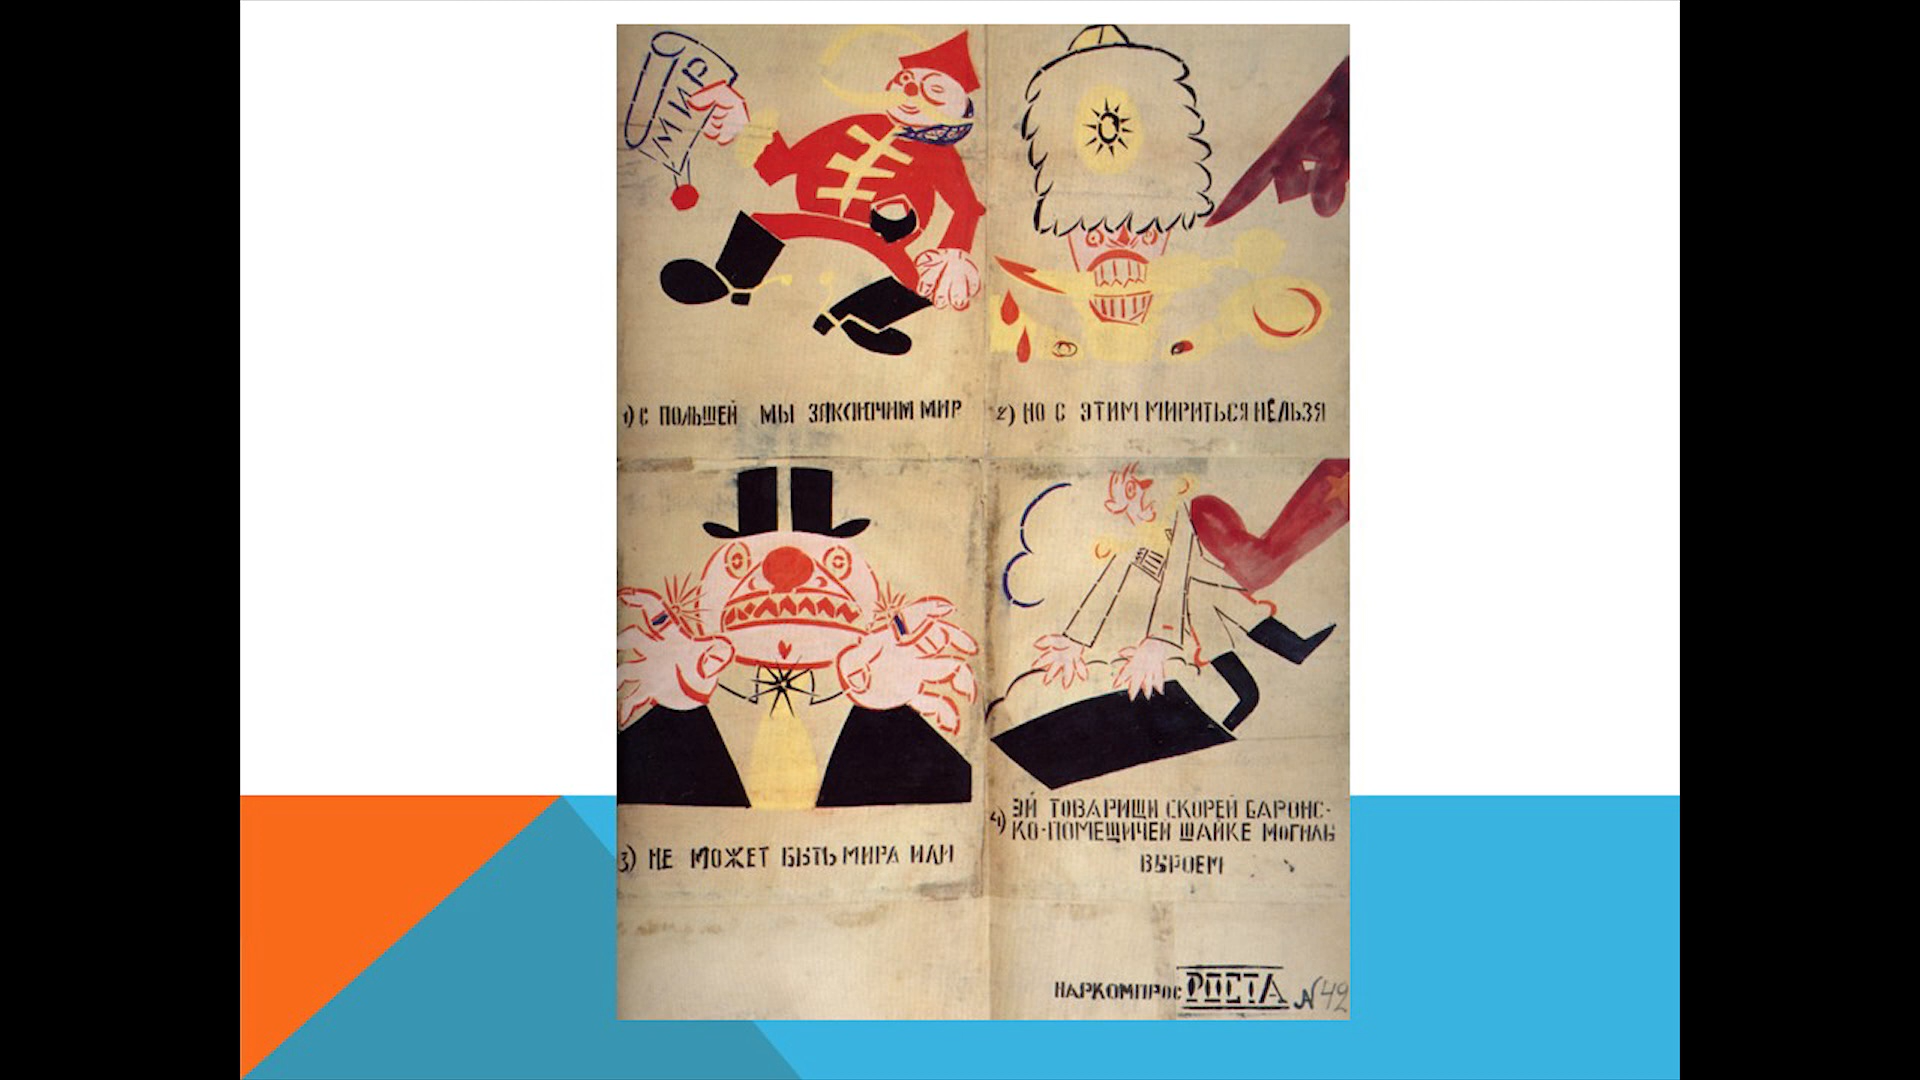 МИР
1) С ПОЛЬШЕЙ МЫ ЗАКЛЮЧИМ МИР
2) НО С ЭТИМ МИРИТЬСЯ НЕЛЬЗЯ
3) НЕ МОЖЕТ БЫТЬ МИРА ИЛИ
4) ЭЙ ТОВАРИЩИ СКОРЕЙ БАРОНС-
КО-ПОМЕЩИЧЕЙ ШАЙКЕ МОГИЛЬ
ВЫРОЕМ
НАРКОМПРОС РОСТА N 42